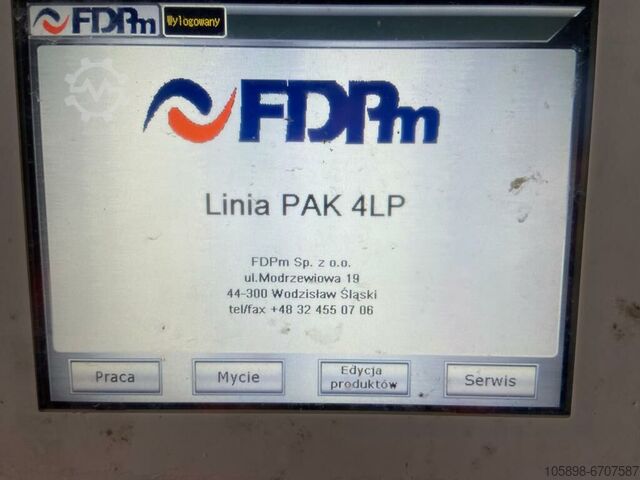 FDPm
Wylogowany
FDPm
Linia PAK 4LP
FDPm Sp. z o.o.
ul.Modrzewiowa 19
44-300 Wodzisław Śląski
tel/fax +48 32 455 07 06
Praca
Mycie
Edycja
produktów
Serwis
105898-6707587